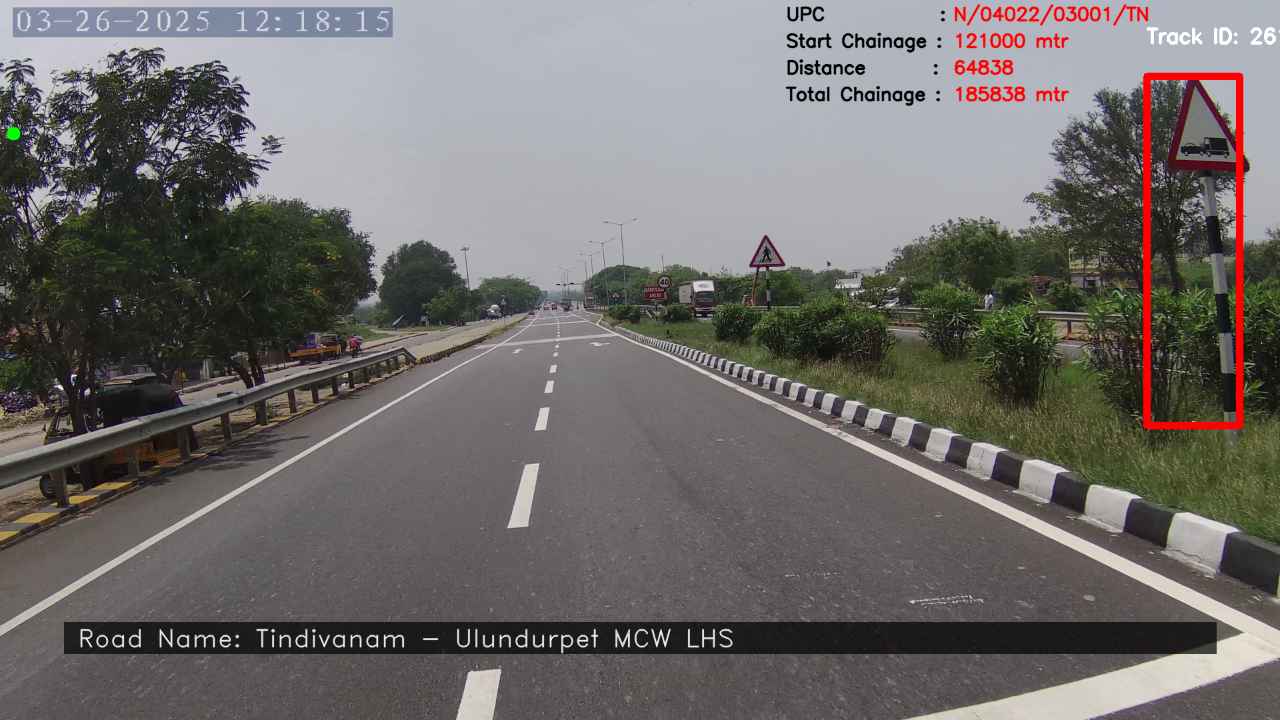 03-26-2025 12:18:15
UPC : N/04022/03001/TN
Start Chainage : 121000 mtr
Distance : 64838
Total Chainage : 185838 mtr
Track ID: 261
40
Road Name: Tindivanam - Ulundurpet MCW LHS